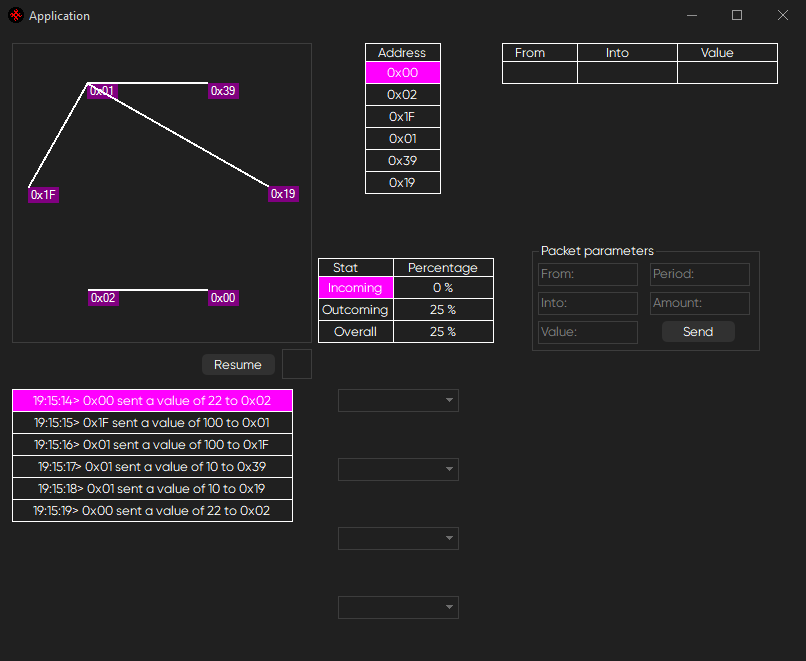 Application
0x01
0x39
0x1F
0x19
0x02
0x00
Address
0x00
0x02
0x1F
0x01
0x39
0x19
From Into Value
Stat Percentage
Incoming 0 %
Outcoming 25 %
Overall 25 %
Packet parameters
From: Period:
Into: Amount:
Value: Send
Resume
19:15:14> 0x00 sent a value of 22 to 0x02
19:15:15> 0x1F sent a value of 100 to 0x01
19:15:16> 0x01 sent a value of 100 to 0x1F
19:15:17> 0x01 sent a value of 10 to 0x39
19:15:18> 0x01 sent a value of 10 to 0x19
19:15:19> 0x00 sent a value of 22 to 0x02